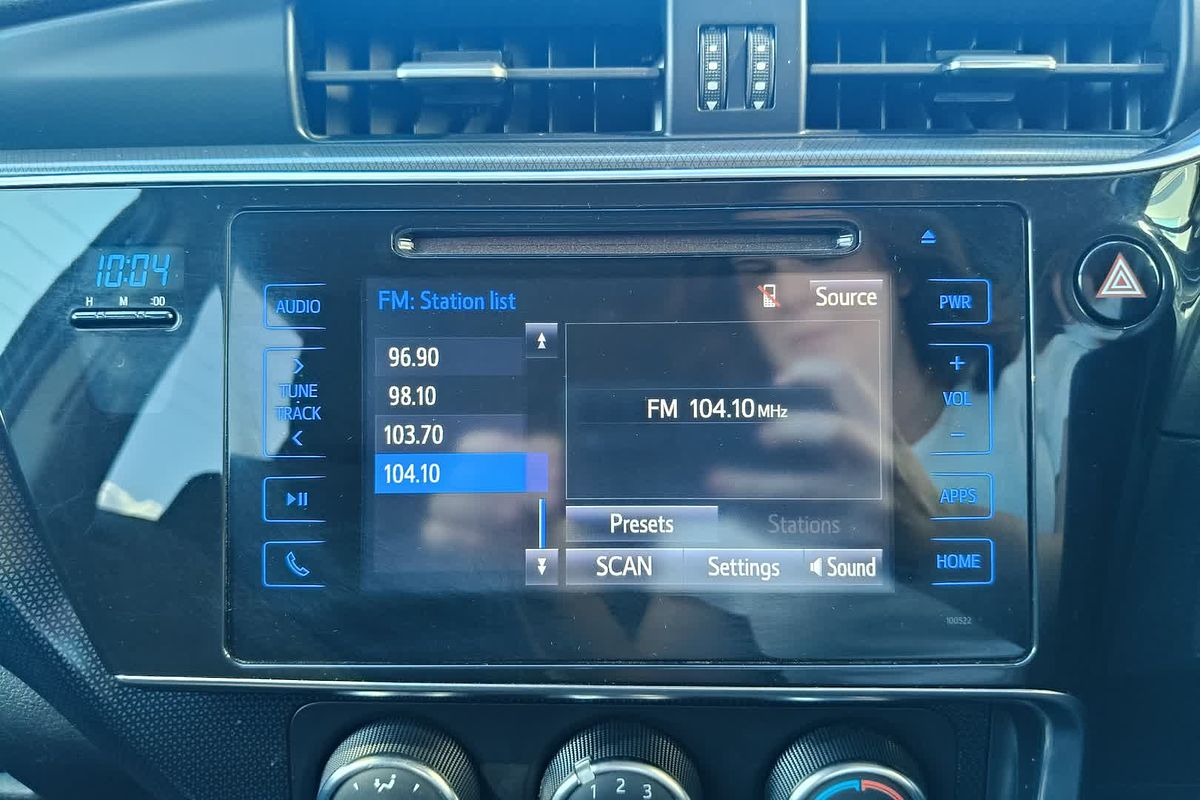 10:04
H M :00
AUDIO
TUNE
TRACK
FM: Station list
Source
96.90
98.10
103.70
104.10
FM 104.10 MHz
Presets
Stations
SCAN
Settings
Sound
PWR
+
VOL
-
APPS
HOME
100522
1 2 3